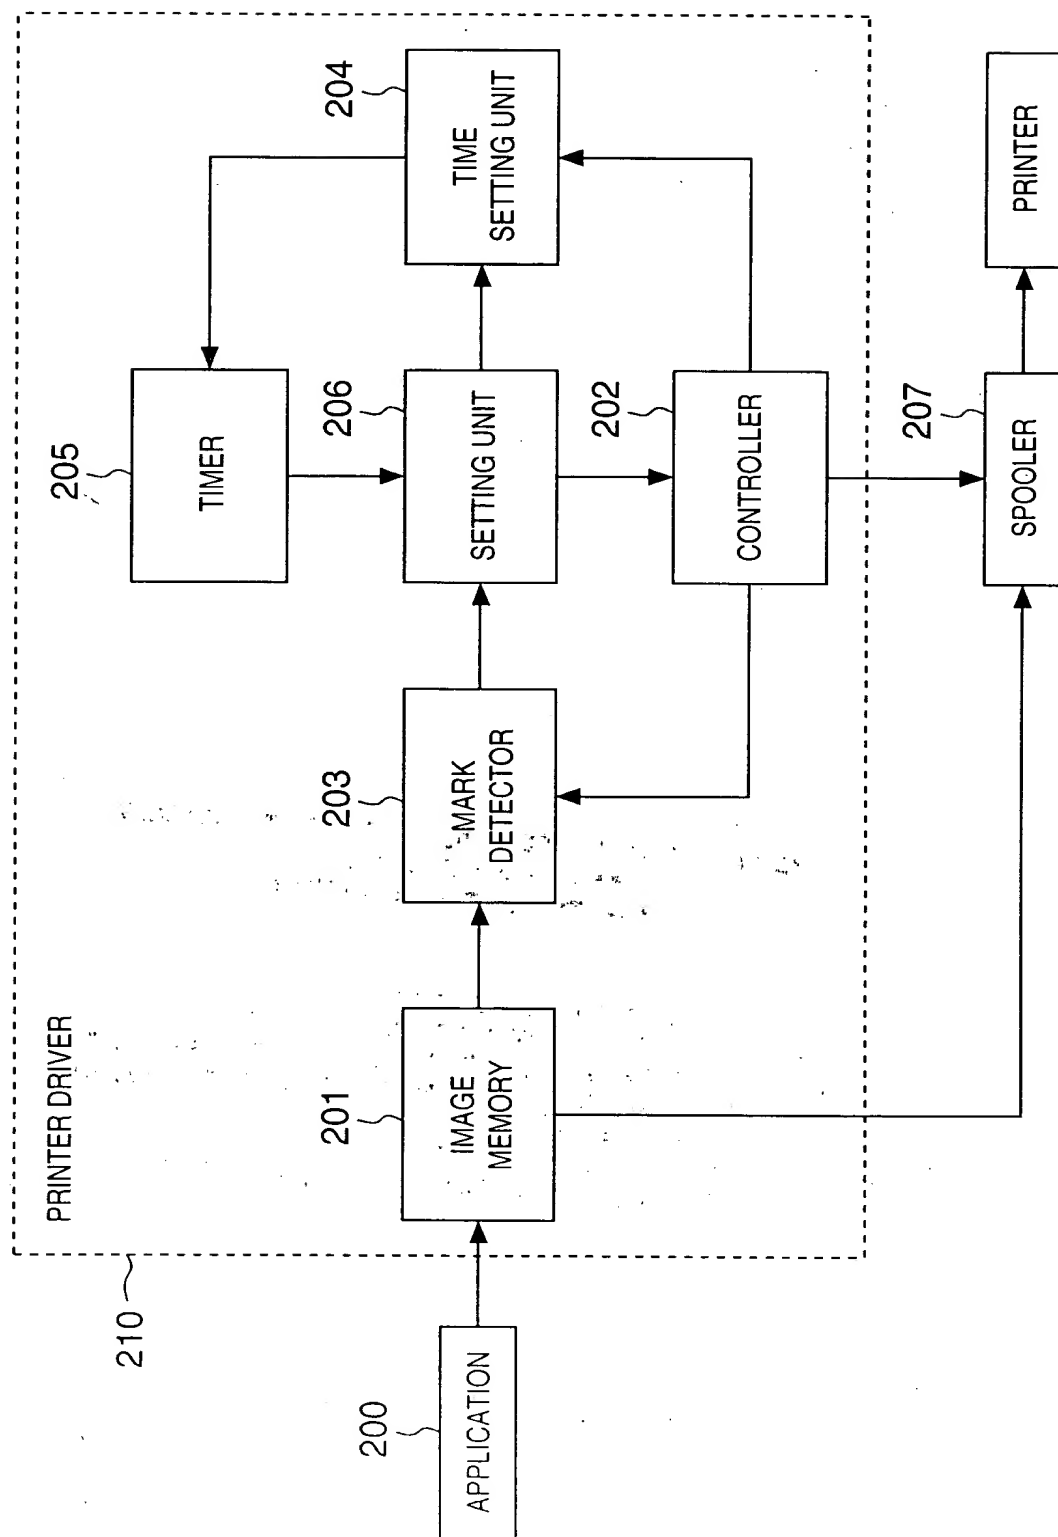 PRINTER DRIVER
210
200
APPLICATION
201
IMAGE
MEMORY
203
MARK
DETECTOR
205
TIMER
206
SETTING UNIT
204
TIME
SETTING UNIT
202
CONTROLLER
207
SPOOLER
PRINTER